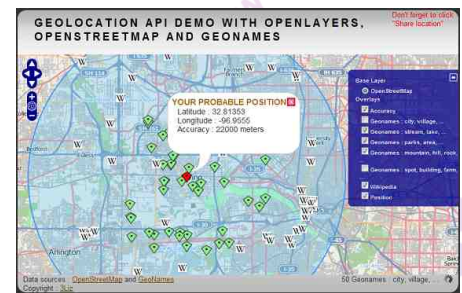 GEOLOCATION API DEMO WITH OPENLAYERS,
OPENSTREETMAP AND GEONAMES
Don't forget to click
"Share location"
YOUR PROBABLE POSITION
Latitude : 32.81353
Longitude : -96.9555
Accuracy : 22000 meters
Base Layer
OpenStreetMap
Overlays
Accuracy
Geonames : city, village, ...
Geonames : stream, lake, ...
Geonames : parks, area, ...
Geonames : mountain, hill, rock,
Geonames : spot, building, farm,
Wikipedia
Position
Arlington
Data sources : OpenStreetMap and GeoNames
Copyright : 3Liz
50 Geonames : city, village, ...